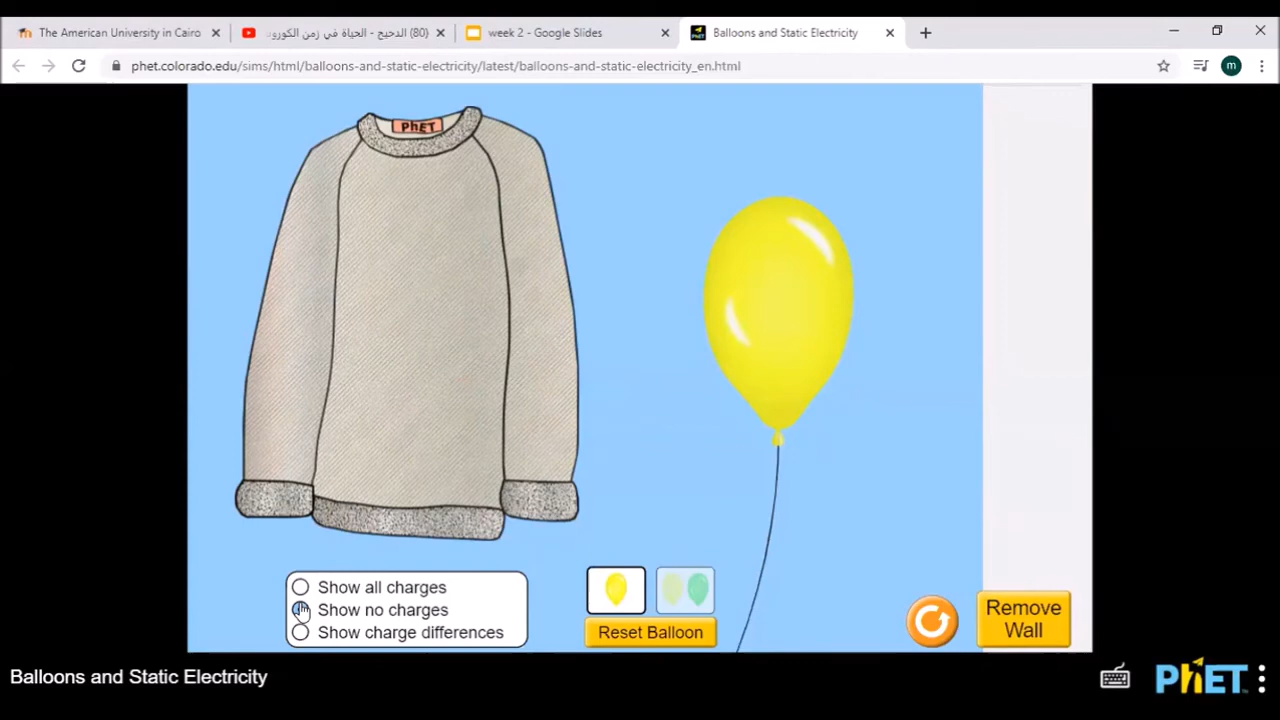 The American University in Cairo
(80) الدحيح - الحياة في زمن الكورو
week 2 - Google Slides
Balloons and Static Electricity
phet.colorado.edu/sims/html/balloons-and-static-electricity/latest/balloons-and-static-electricity_en.html
m
PhET
Show all charges
Show no charges
Show charge differences
Reset Balloon
Remove
Wall
Balloons and Static Electricity
PhET